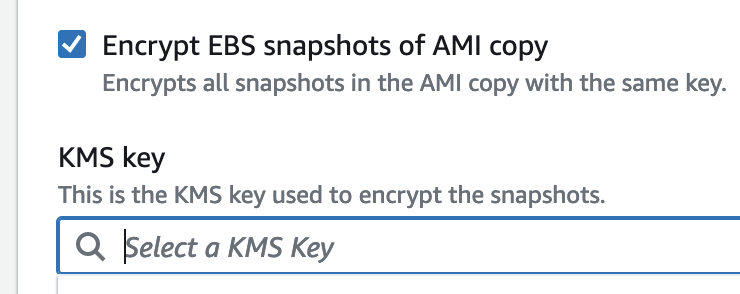 Encrypt EBS snapshots of AMI copy
Encrypts all snapshots in the AMI copy with the same key.
KMS key
This is the KMS key used to encrypt the snapshots.
Select a KMS Key